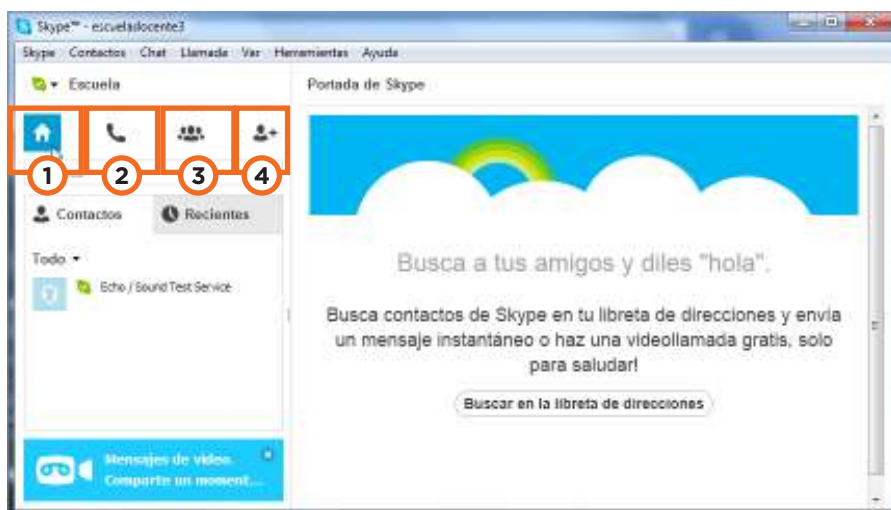 Skype™ - escueladocente3
Skype Contactos Chat Llamada Ver Herramientas Ayuda
Escuela
Portada de Skype
1 2 3 4
Contactos Recientes
Todo
Echo / Sound Test Service
Busca a tus amigos y diles "hola".
Busca contactos de Skype en tu libreta de direcciones y envía
un mensaje instantáneo o haz una videollamada gratis, solo
para saludar!
Buscar en la libreta de direcciones
Mensajes de video.
Comparte un moment...